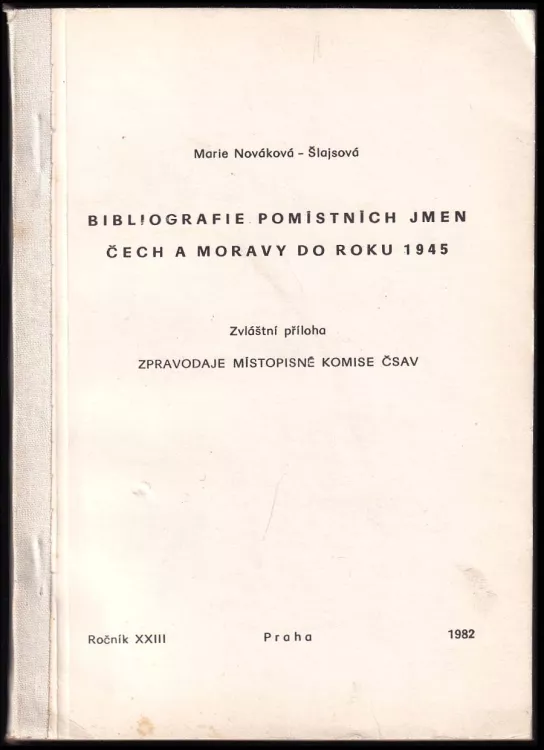 Marie Nováková - Šlajsová
BIBLIOGRAFIE POMÍSTNÍCH JMEN
ČECH A MORAVY DO ROKU 1945
Zvláštní příloha
ZPRAVODAJE MÍSTOPISNÉ KOMISE ČSAV
Ročník XXIII Praha 1982